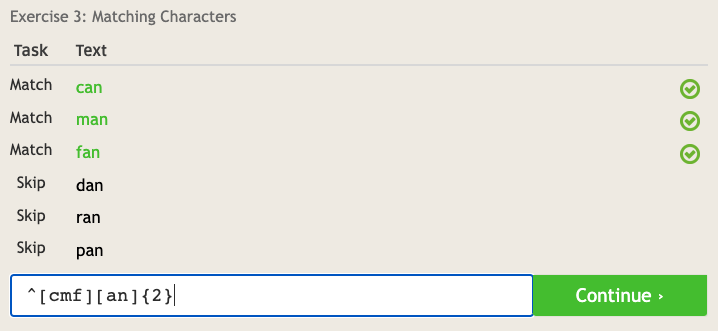 Exercise 3: Matching Characters
Task Text
Match can
Match man
Match fan
Skip dan
Skip ran
Skip pan
^[cmf][an]{2}
Continue ›